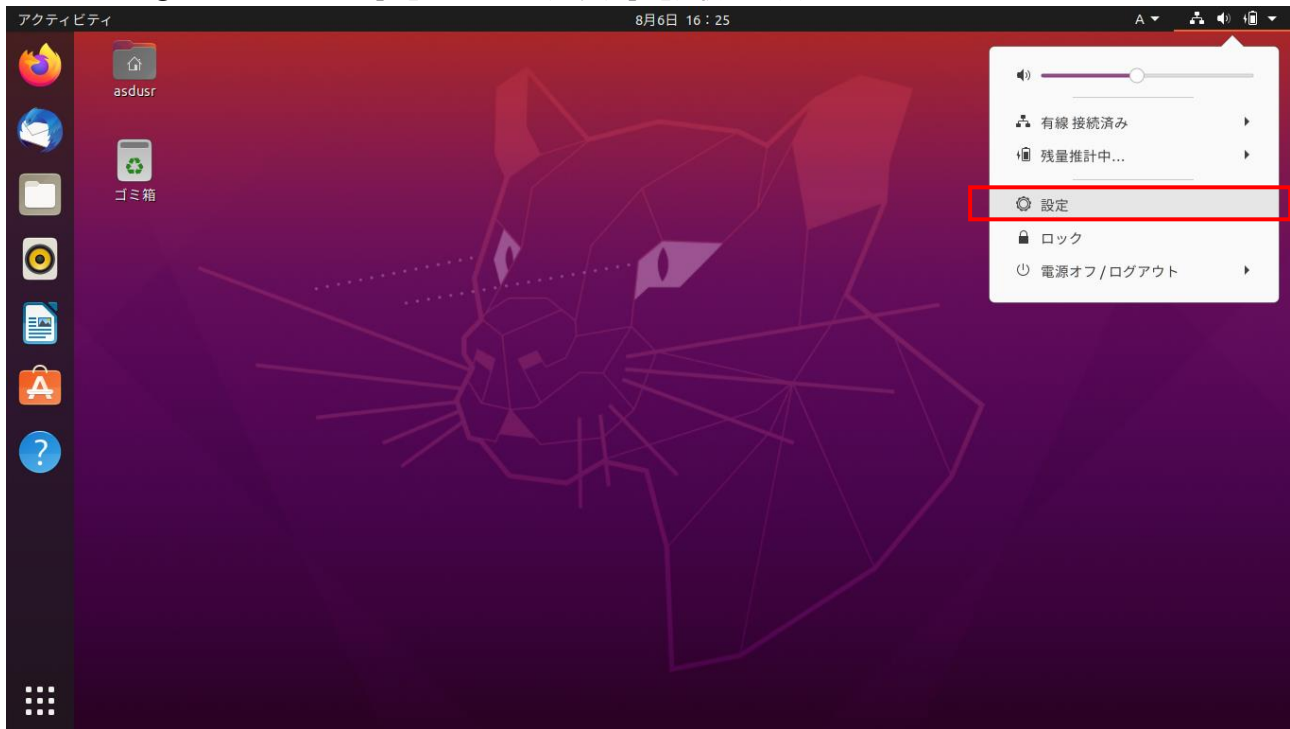 アクティビティ
8月6日 16：25
A
asdusr
ゴミ箱
有線 接続済み
残量推計中...
設定
ロック
電源オフ / ログアウト